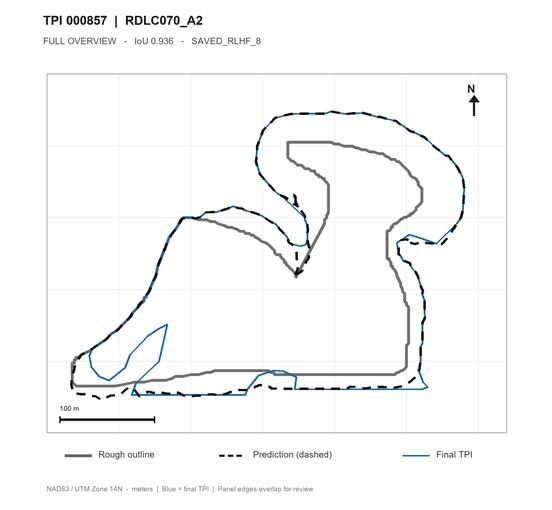 TPI 000857 | RDLC070_A2
FULL OVERVIEW - IoU 0.936 - SAVED_RLHF_8
N
100 m
Rough outline Prediction (dashed) Final TPI
NAD83 / UTM Zone 14N - meters | Blue = final TPI | Panel edges overlap for review